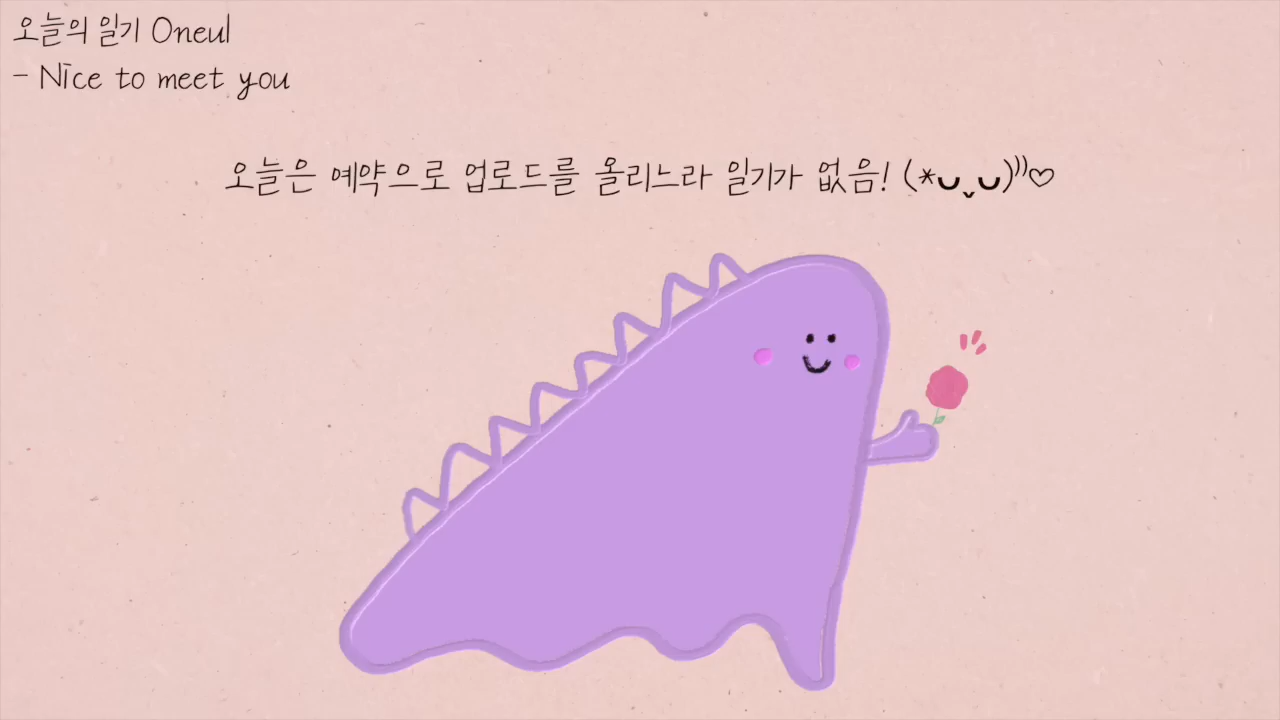 오늘의 일기 Oneul
- Nice to meet you
오늘은 예약으로 업로드를 올리느라 일기가 없음! (*ᴗˬᴗ)⁾⁾♡